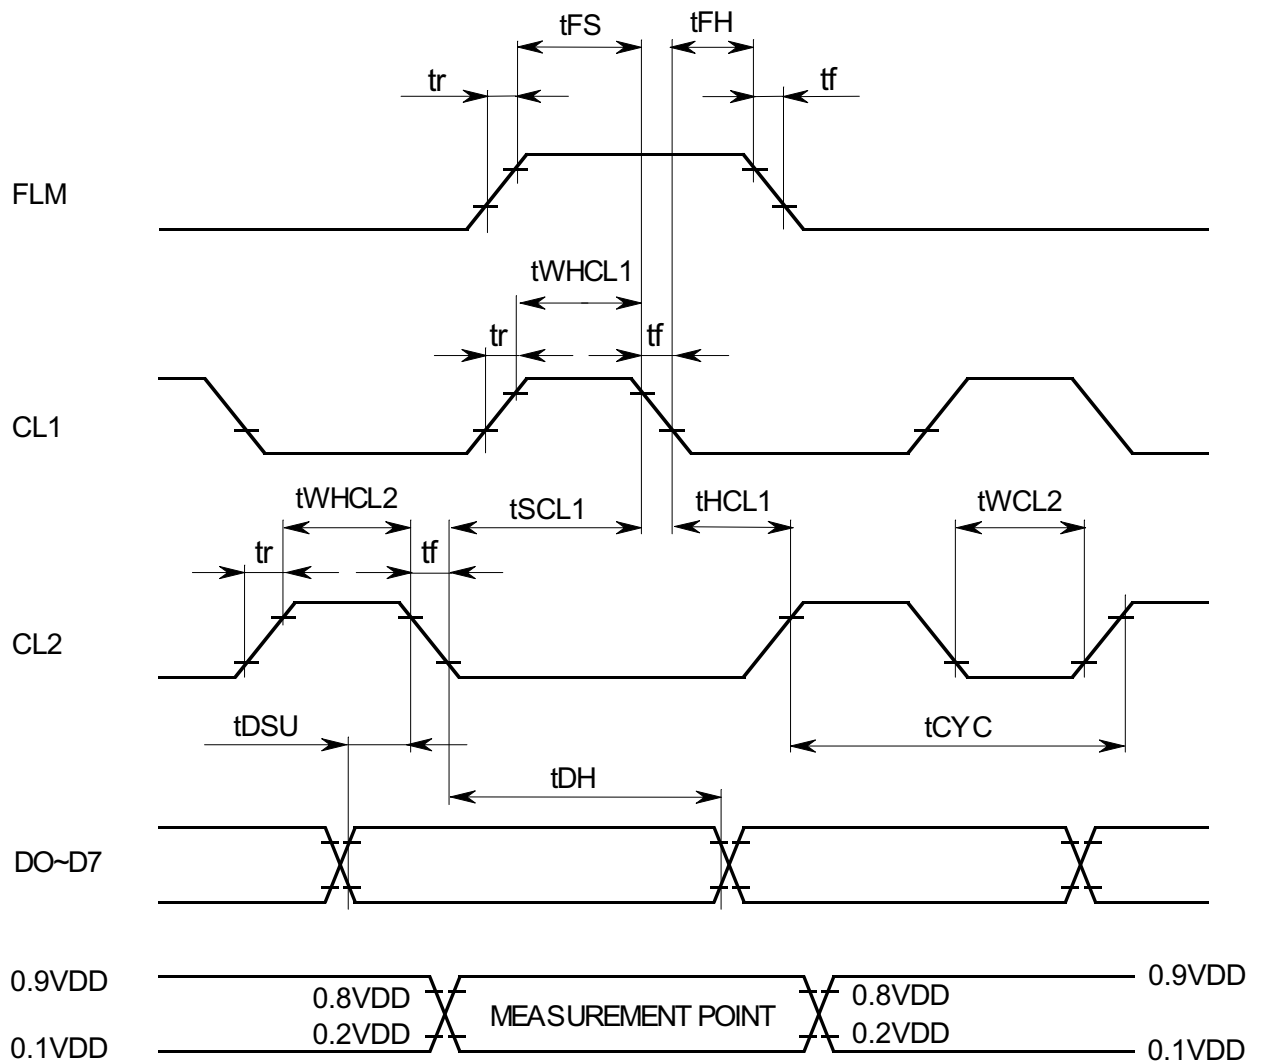 tFS
tFH
tr
tf
FLM
tWHCL1
tr
tf
CL1
tWHCL2
tSCL1
tHCL1
tWCL2
tr
tf
CL2
tDSU
tCYC
tDH
DO~D7
0.9VDD
0.9VDD
0.8VDD
MEASUREMENT POINT
0.8VDD
0.2VDD
0.2VDD
0.1VDD
0.1VDD